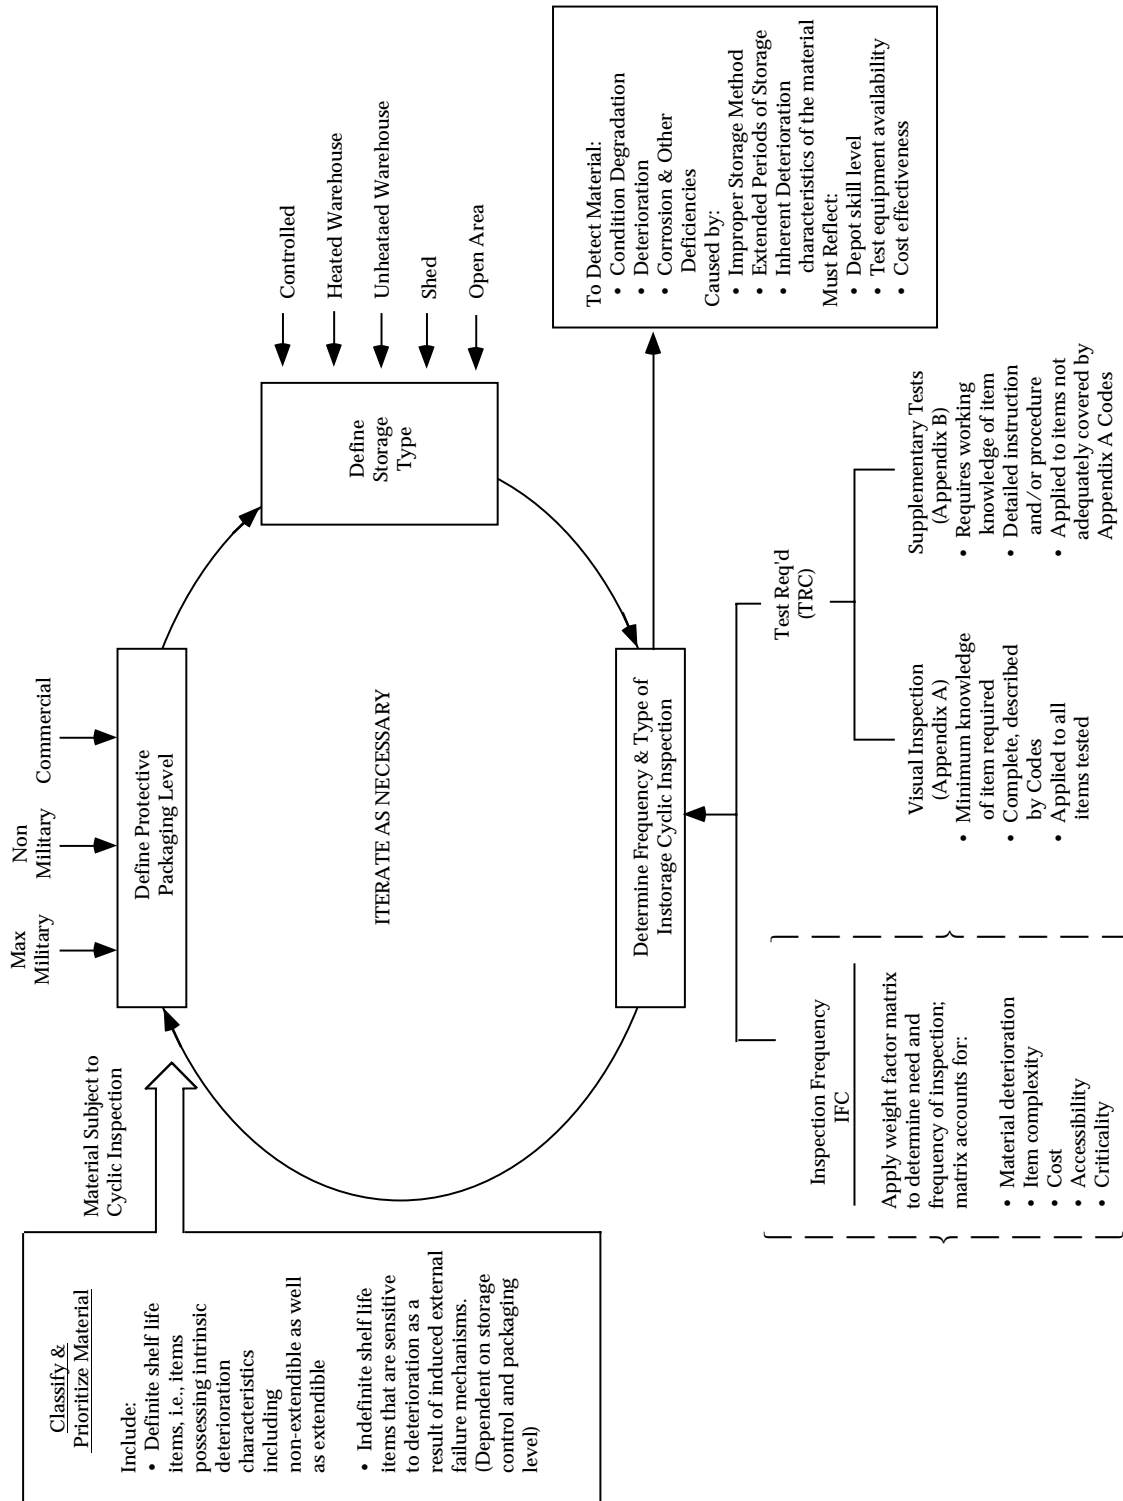 Classify &
Prioritize Material
Include:
• Definite shelf life
items, i.e., items
possessing intrinsic
deterioration
characteristics
including
non-extendible as well
as extendible
• Indefinite shelf life
items that are sensitive
to deterioration as a
result of induced external
failure mechanisms.
(Dependent on storage
control and packaging
level)
Material Subject to
Cyclic Inspection
Max
Military
Non
Military
Commercial
Define Protective
Packaging Level
ITERATE AS NECESSARY
Define
Storage
Type
Controlled
Heated Warehouse
Unheataed Warehouse
Shed
Open Area
Determine Frequency & Type of
Instorage Cyclic Inspection
To Detect Material:
• Condition Degradation
• Deterioration
• Corrosion & Other
Deficiencies
Caused by:
• Improper Storage Method
• Extended Periods of Storage
• Inherent Deterioration
characteristics of the material
Must Reflect:
• Depot skill level
• Test equipment availability
• Cost effectiveness
Inspection Frequency
IFC
Apply weight factor matrix
to determine need and
frequency of inspection;
matrix accounts for:
• Material deterioration
• Item complexity
• Cost
• Accessibility
• Criticality
Test Req'd
(TRC)
Visual Inspection
(Appendix A)
• Minimum knowledge
of item required
• Complete, described
by Codes
• Applied to all
items tested
Supplementary Tests
(Appendix B)
• Requires working
knowledge of item
• Detailed instruction
and/or procedure
• Applied to items not
adequately covered by
Appendix A Codes